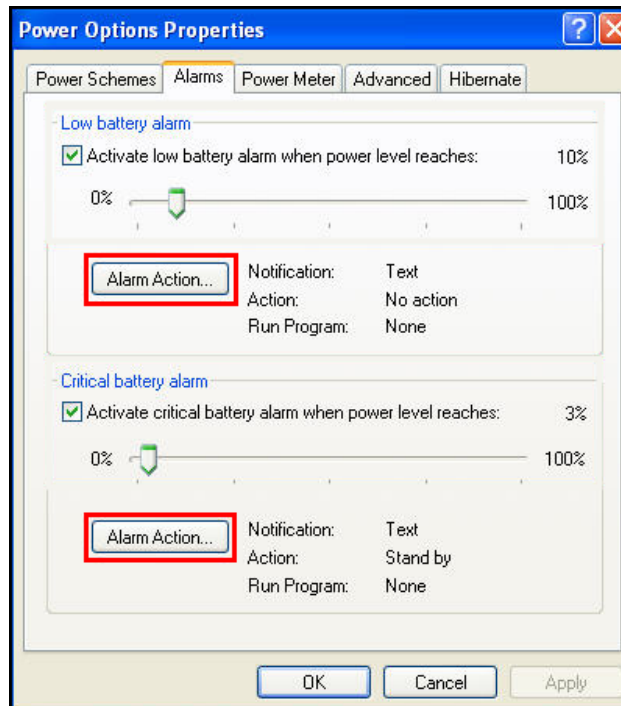 Power Options Properties
Power Schemes Alarms Power Meter Advanced Hibernate
Low battery alarm
Activate low battery alarm when power level reaches: 10%
0% 100%
Alarm Action... Notification: Text
Action: No action
Run Program: None
Critical battery alarm
Activate critical battery alarm when power level reaches: 3%
0% 100%
Alarm Action... Notification: Text
Action: Stand by
Run Program: None
OK Cancel Apply